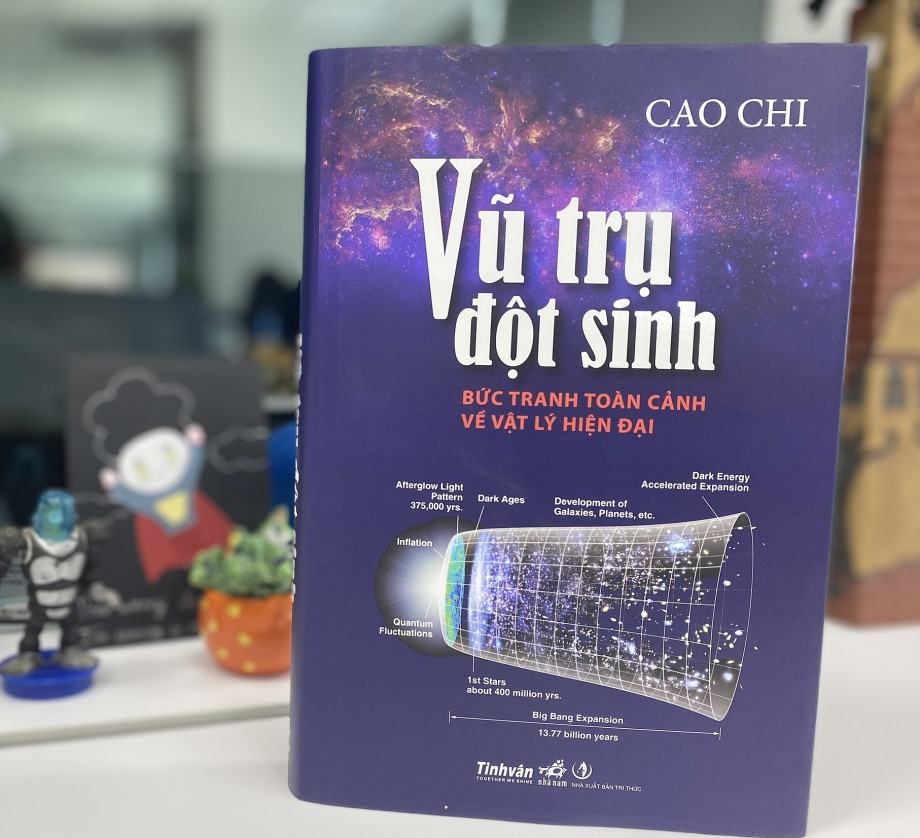 CAO CHI
Vũ trụ
đột sinh
BỨC TRANH TOÀN CẢNH
VỀ VẬT LÝ HIỆN ĐẠI
Dark Energy
Accelerated Expansion
Afterglow Light
Pattern
375,000 yrs.
Dark Ages
Development of
Galaxies, Planets, etc.
Inflation
Quantum
Fluctuations
1st Stars
about 400 million yrs.
Big Bang Expansion
13.77 billion years
Tinhvân
TOGETHER WE SHINE
nhã nam
NHÀ XUẤT BẢN TRI THỨC